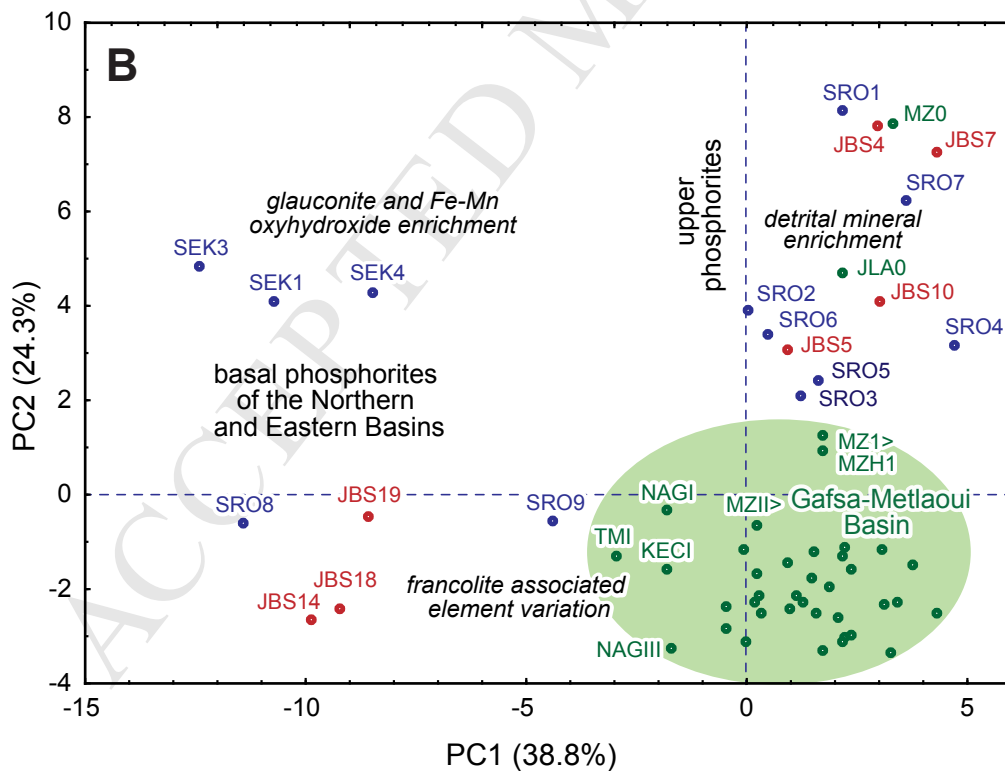 B
10
8
6
4
2
0
-2
-4
PC2 (24.3%)
-15
-10
-5
0
5
PC1 (38.8%)
ACCEPTED M
SRO1
MZ0
JBS4
JBS7
SRO7
upper
phosphorites
detrital mineral
enrichment
glauconite and Fe-Mn
oxyhydroxide enrichment
SEK3
SEK1
SEK4
JLA0
JBS10
SRO2
SRO6
SRO4
JBS5
SRO5
SRO3
basal phosphorites
of the Northern
and Eastern Basins
MZ1>
MZH1
SRO8
JBS19
SRO9
NAGI
MZII>
Gafsa-Metlaoui
Basin
TMI
KECI
JBS18
JBS14
francolite associated
element variation
NAGIII